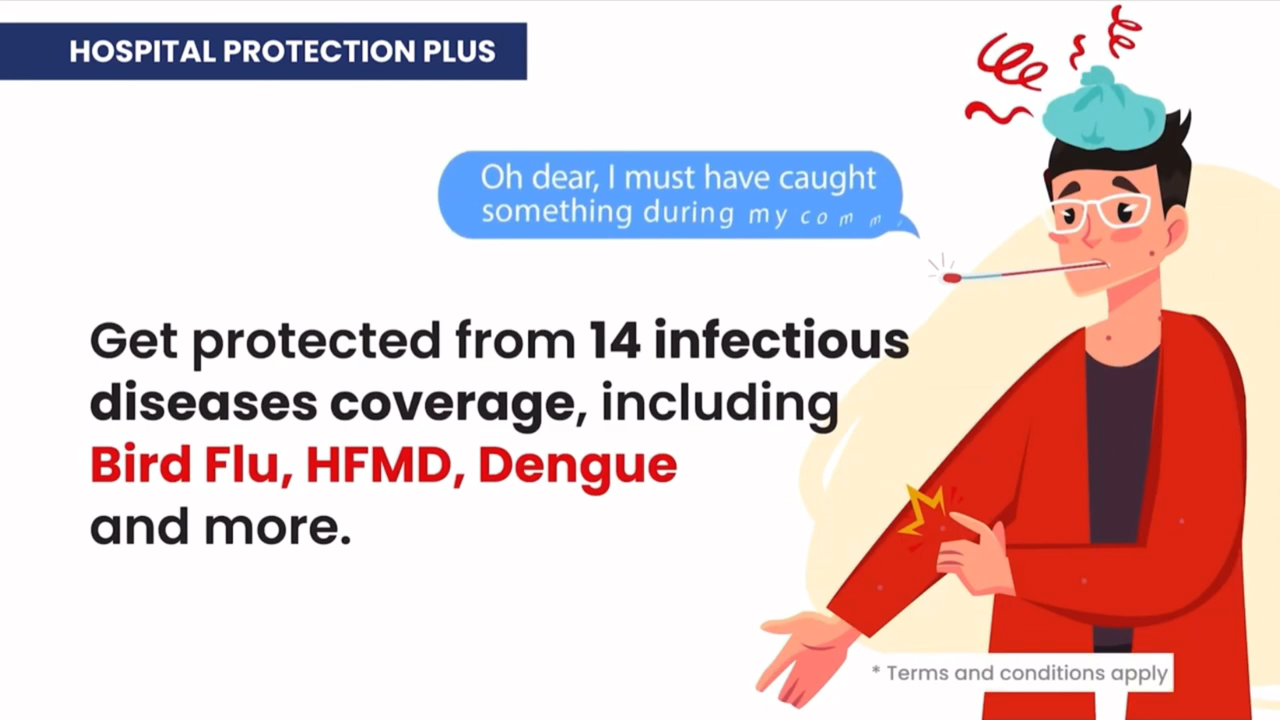 HOSPITAL PROTECTION PLUS
Oh dear, I must have caught
something during my comm
Get protected from 14 infectious
diseases coverage, including
Bird Flu, HFMD, Dengue
and more.
* Terms and conditions apply